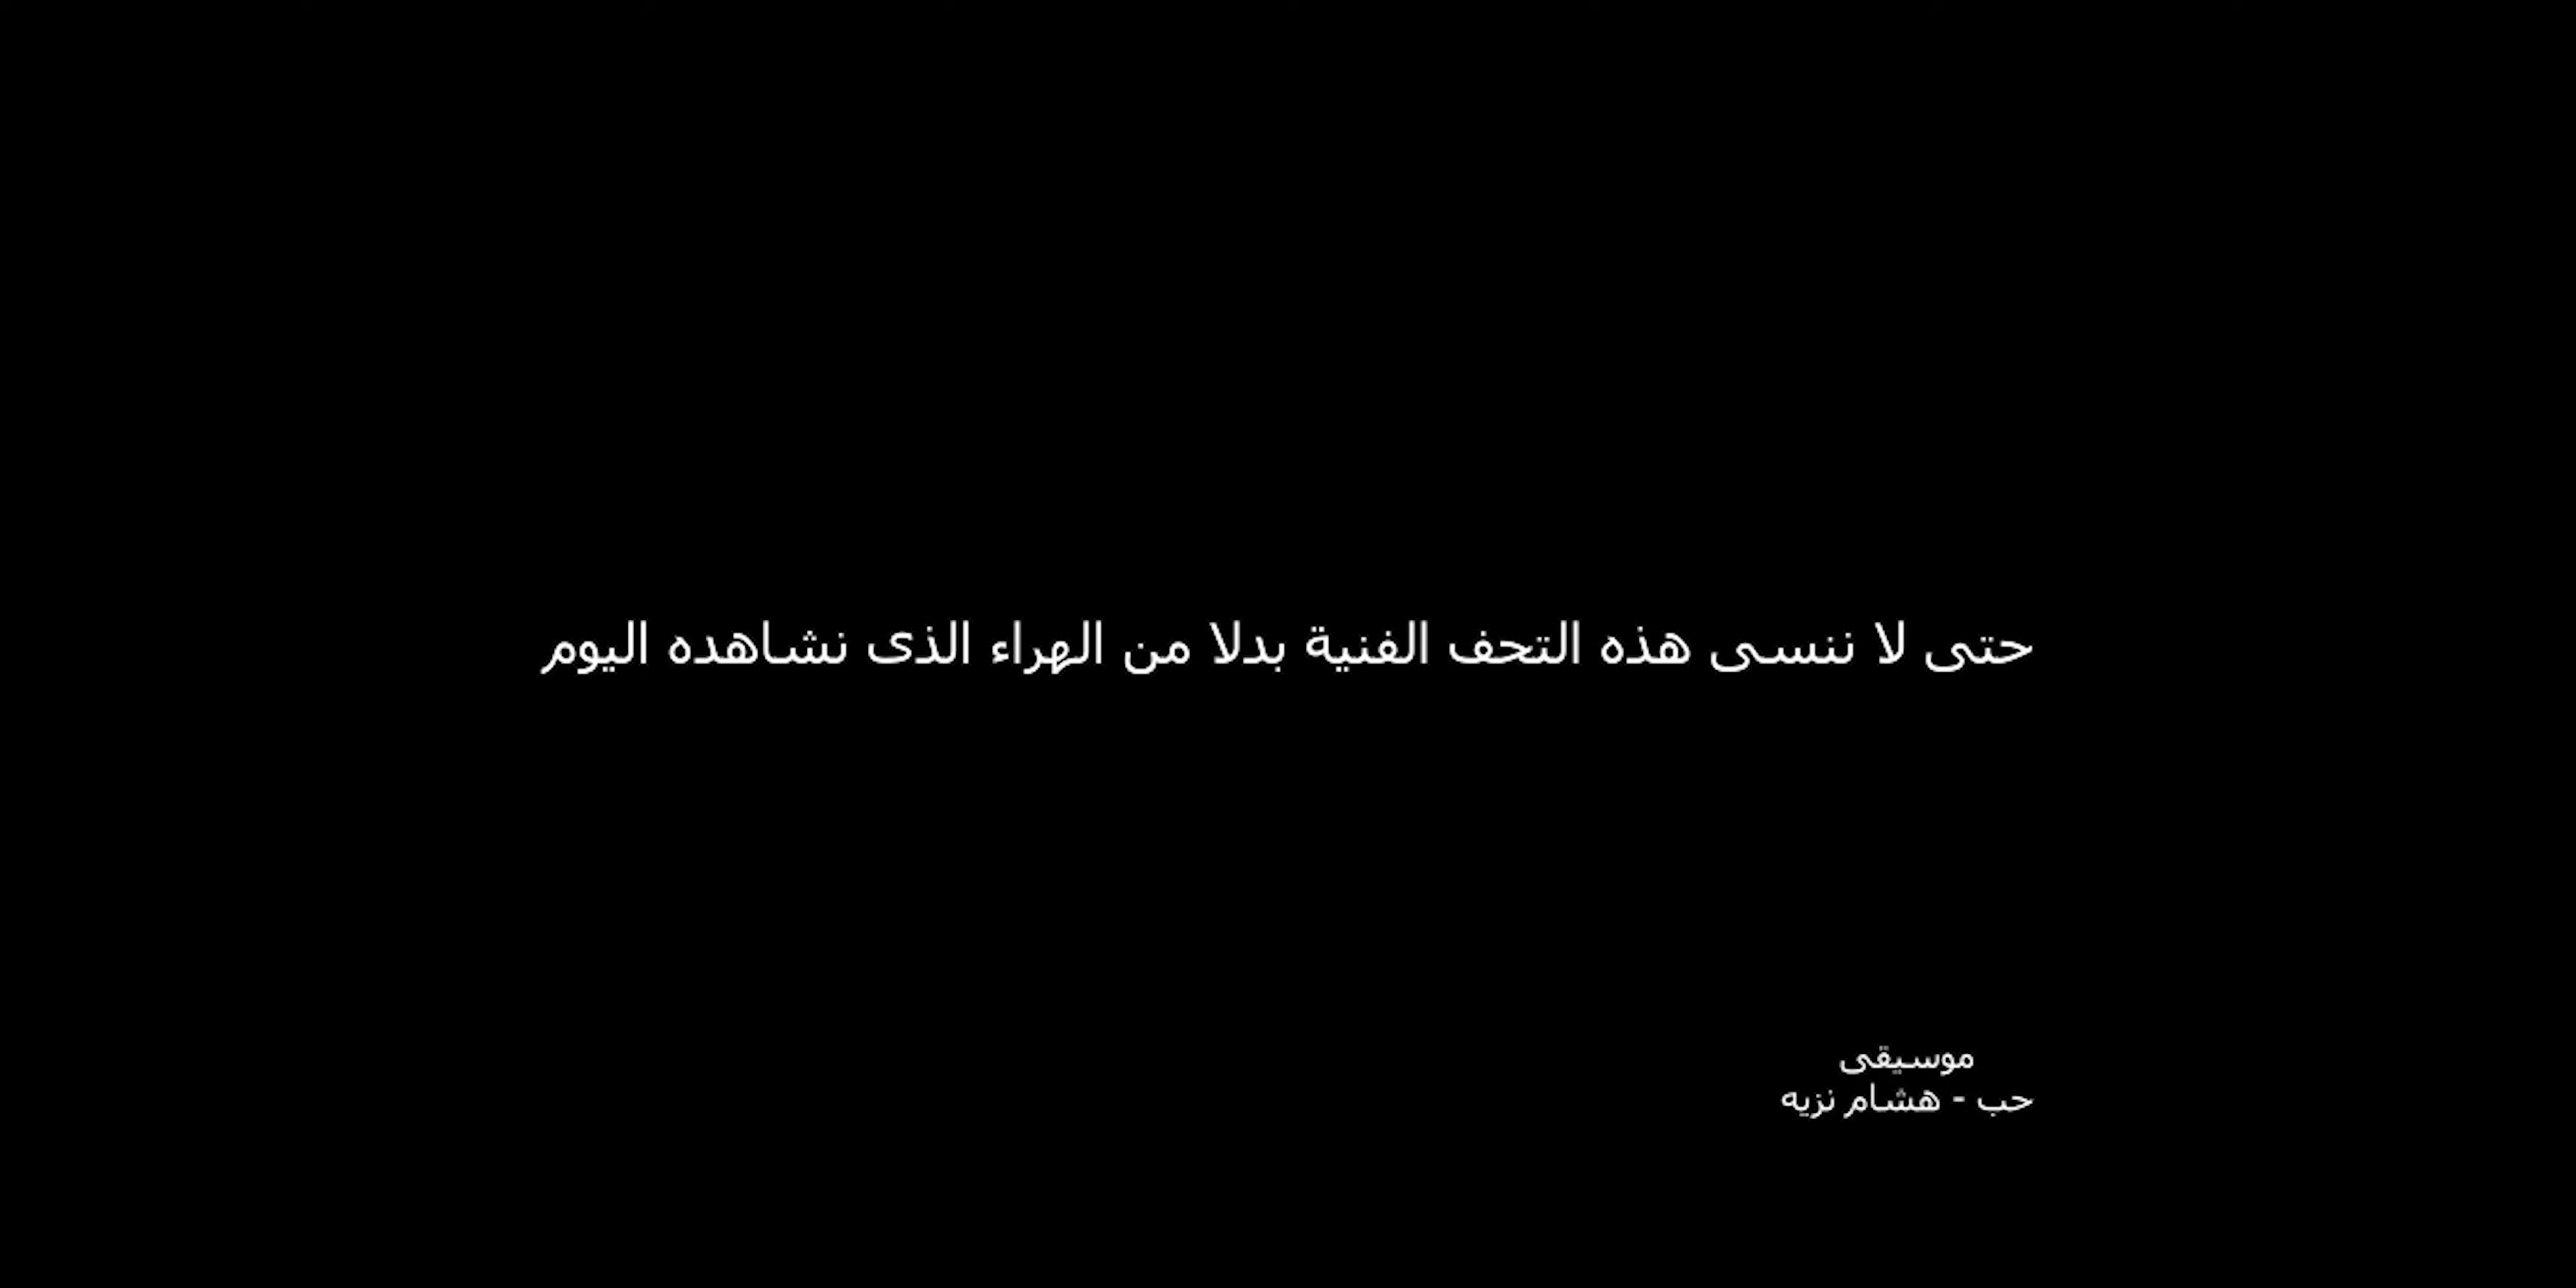 حتى لا ننسى هذه التحف الفنية بدلا من الهراء الذى نشاهده اليوم
موسيقى
حب - هشام نزيه